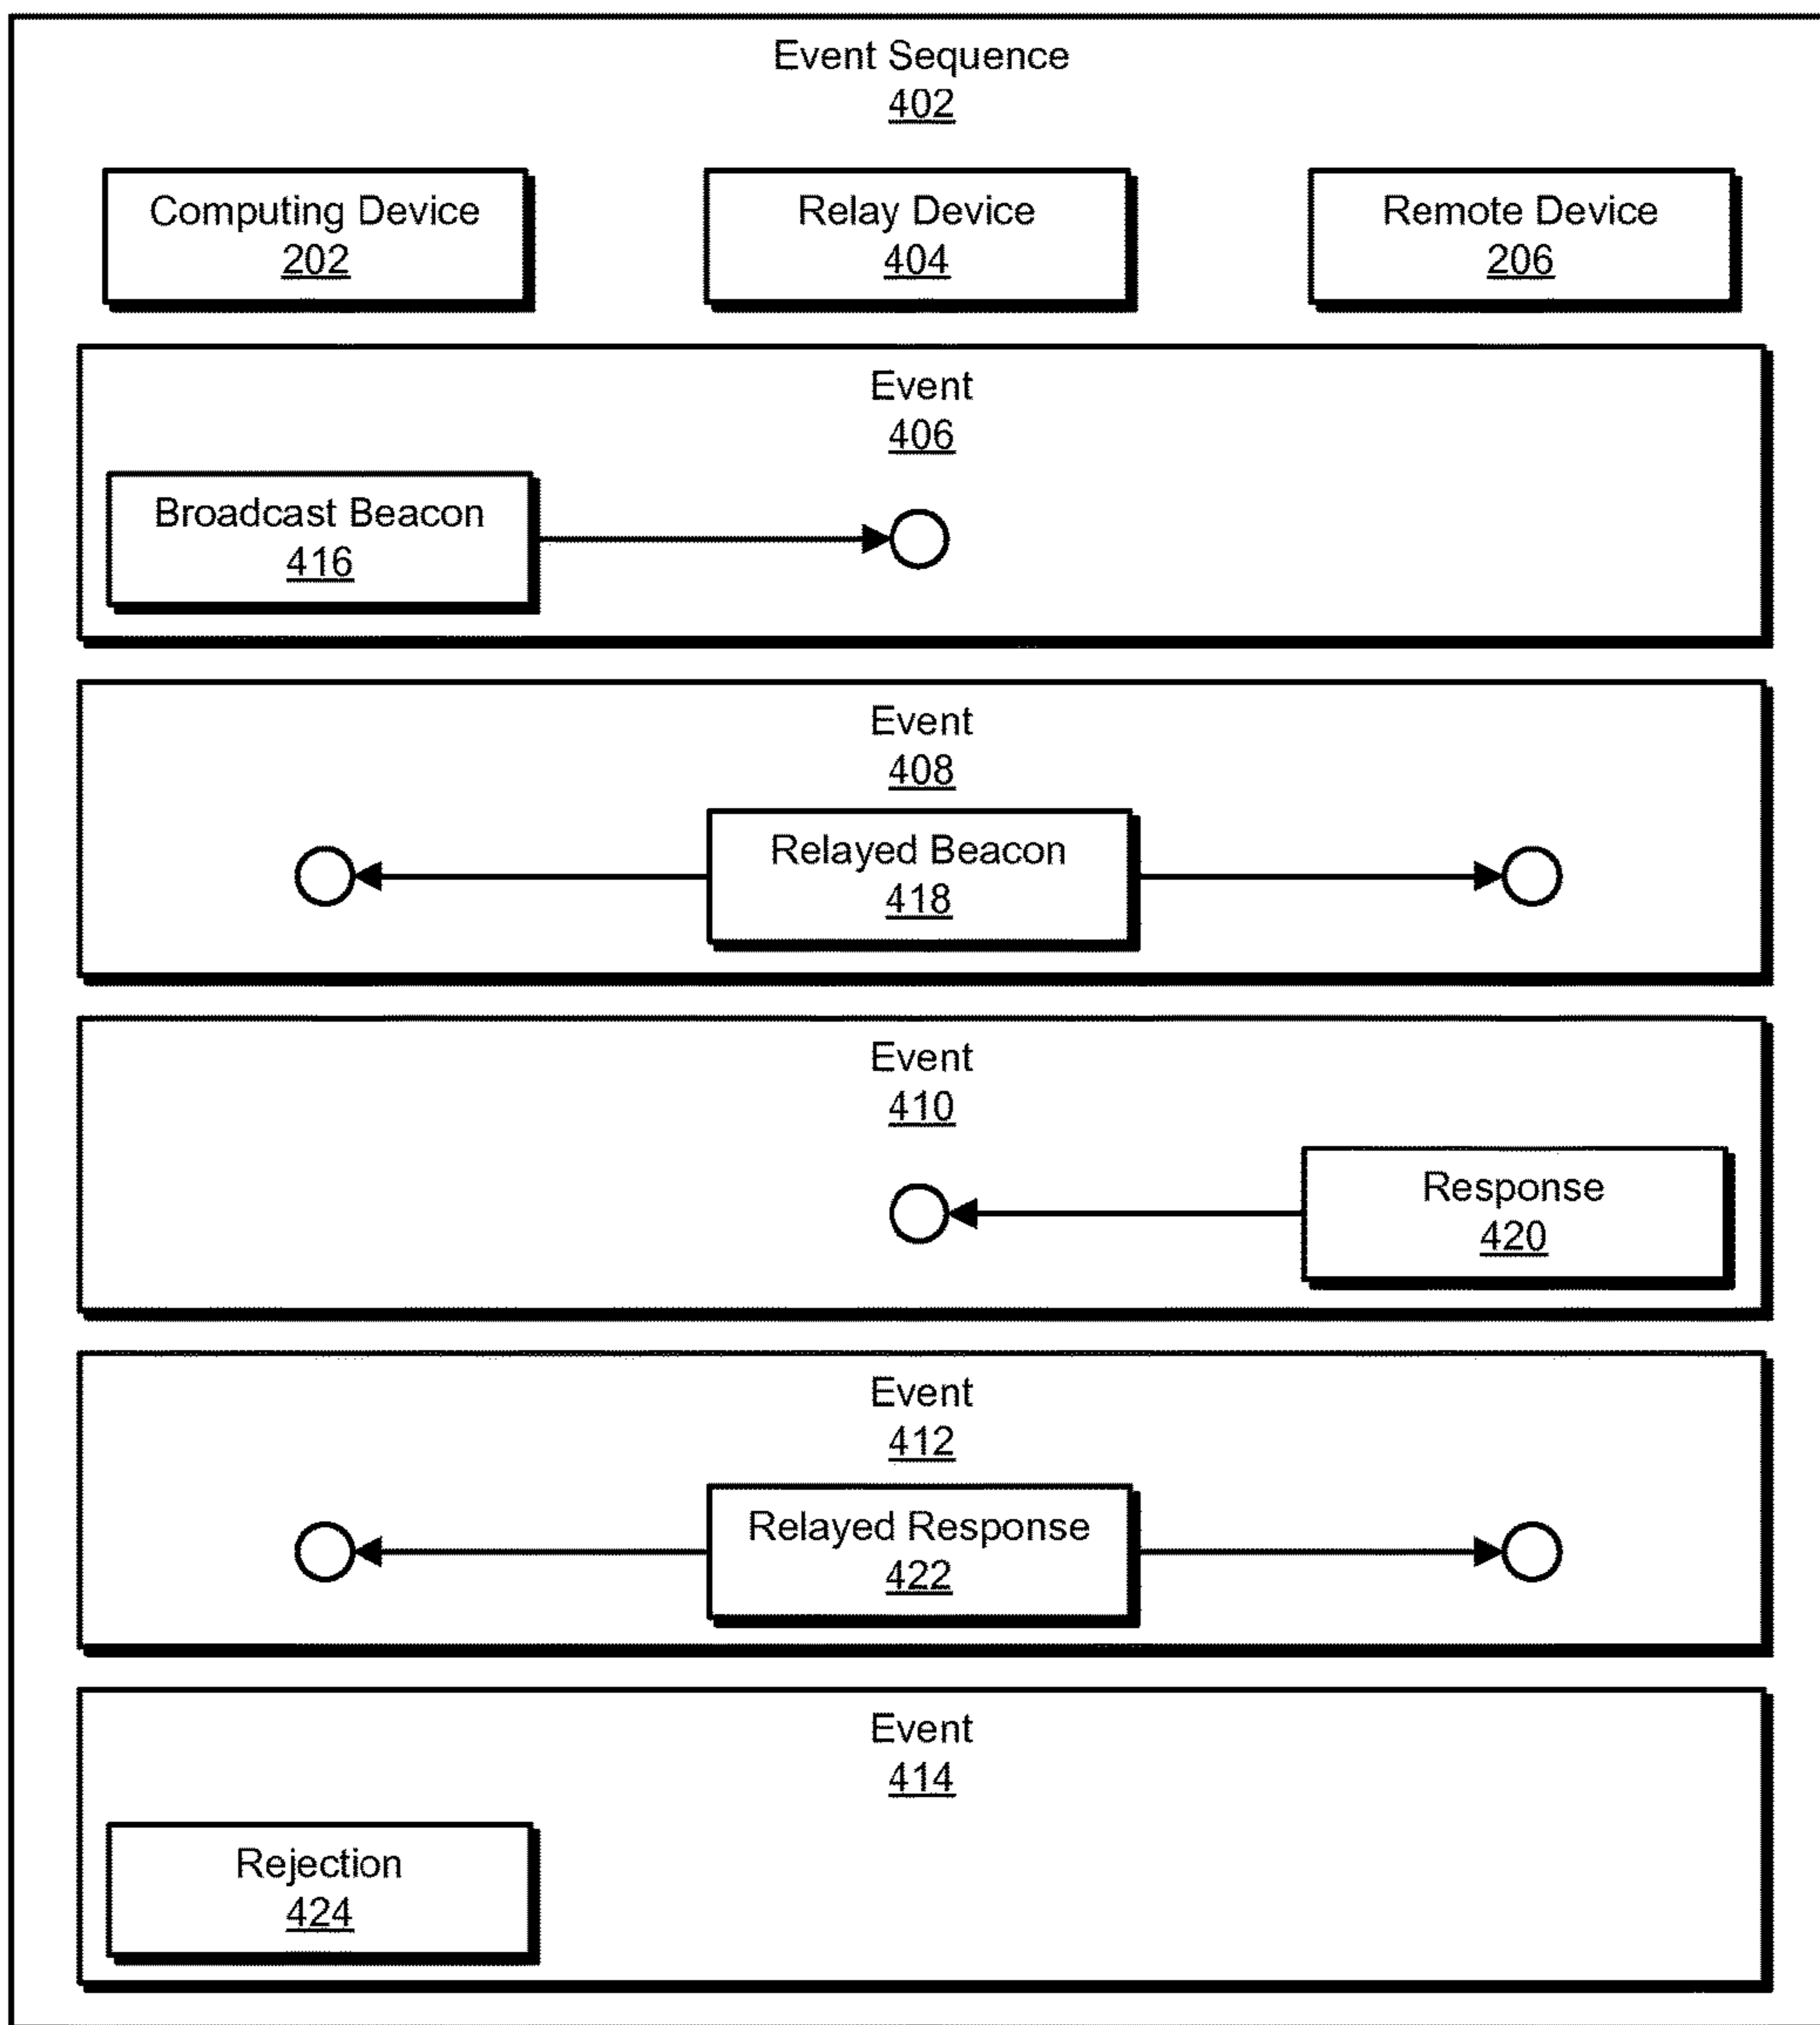 Event Sequence
402
Computing Device
202
Relay Device
404
Remote Device
206
Event
406
Broadcast Beacon
416
Event
408
Relayed Beacon
418
Event
410
Response
420
Event
412
Relayed Response
422
Event
414
Rejection
424